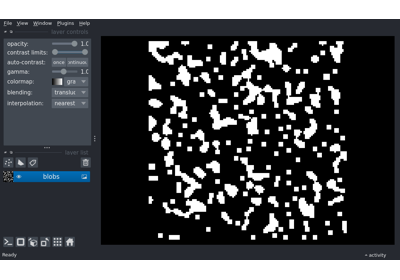 File View Window Plugins Help
layer controls
opacity: 1.0
contrast limits:
auto-contrast: once
gamma: 1.0
colormap: gra
blending: translu
interpolation: nearest
layer list
blobs
Ready
activity